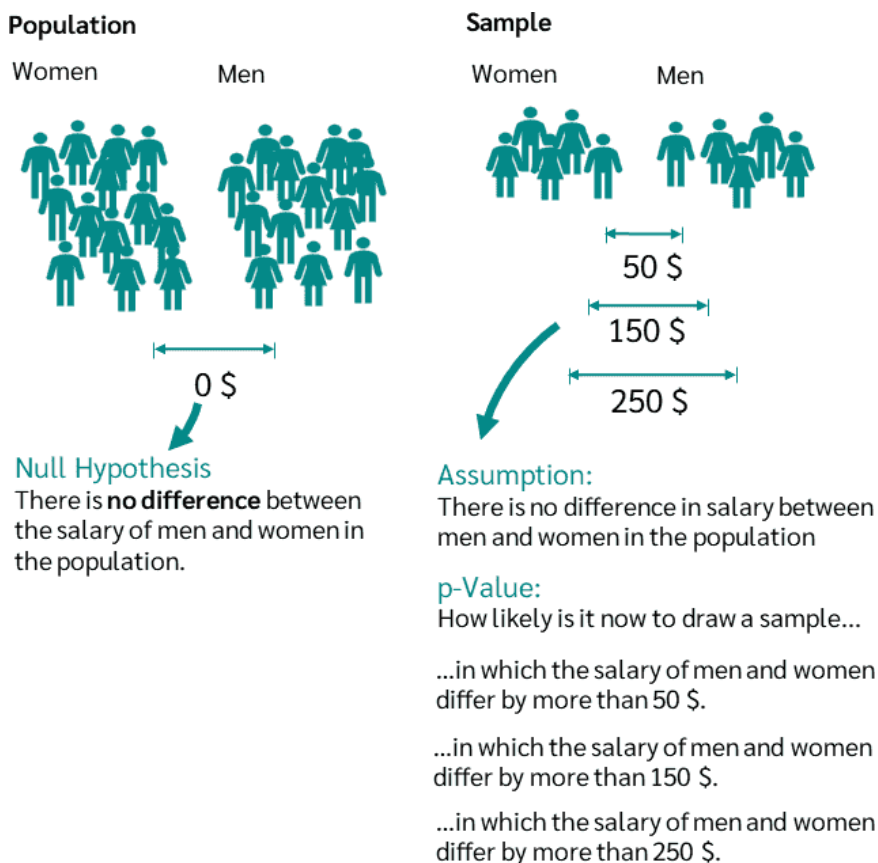 Population
Women
Men
0 $
Null Hypothesis
There is no difference between
the salary of men and women in
the population.
Sample
Women
Men
50 $
150 $
250 $
Assumption:
There is no difference in salary between
men and women in the population
p-Value:
How likely is it now to draw a sample...
...in which the salary of men and women
differ by more than 50 $.
...in which the salary of men and women
differ by more than 150 $.
...in which the salary of men and women
differ by more than 250 $.